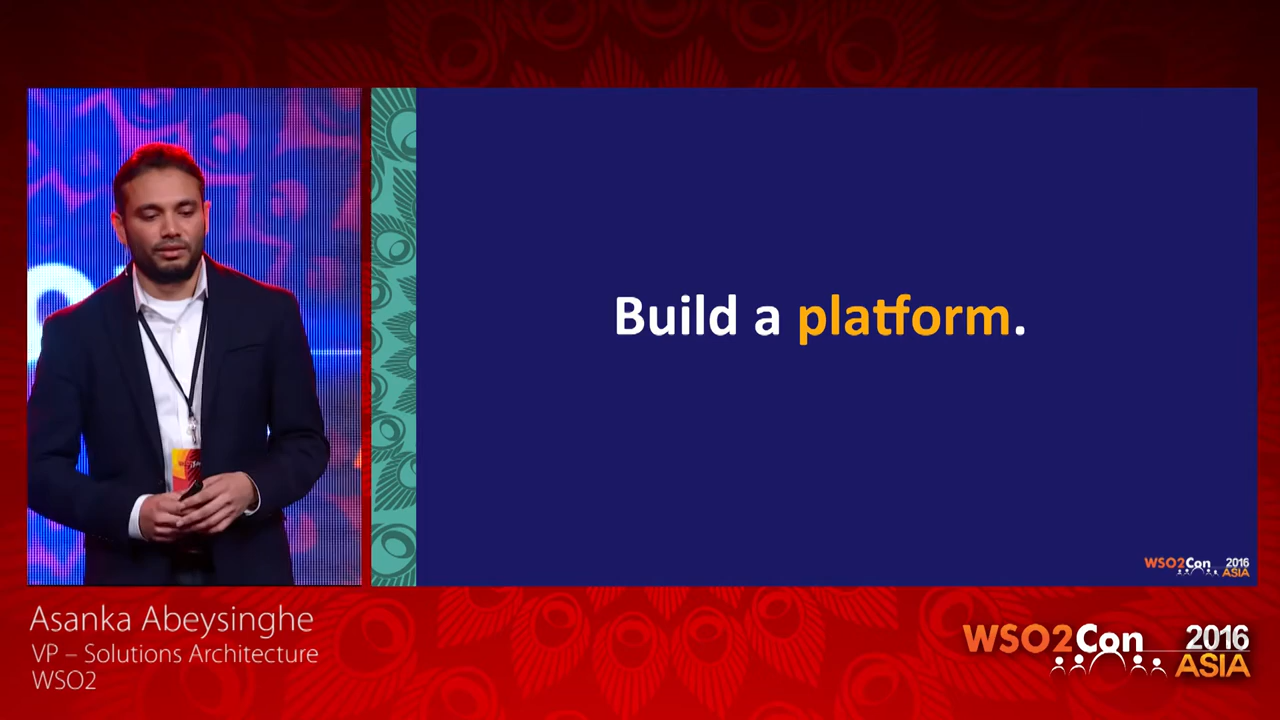 Build a platform.
WSO2Con 2016
ASIA
Asanka Abeysinghe
VP – Solutions Architecture
WSO2
WSO2Con 2016
ASIA